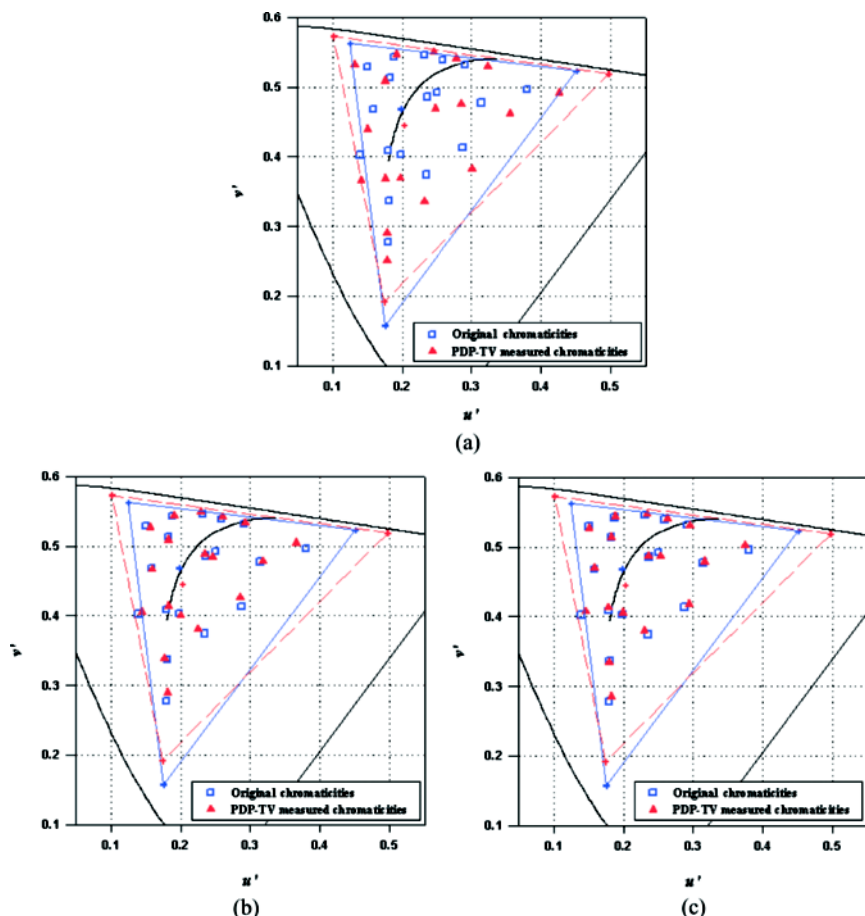 0.6
0.5
0.4
v'
0.3
0.2
Original chromaticities
PDP-TV measured chromaticities
0.1
0.1 0.2 0.3 0.4 0.5
u'
(a)
0.6 0.6
0.5 0.5
0.4 0.4
v' v'
0.3 0.3
0.2 0.2
Original chromaticities Original chromaticities
PDP-TV measured chromaticities PDP-TV measured chromaticities
0.1 0.1
0.1 0.2 0.3 0.4 0.5 0.1 0.2 0.3 0.4 0.5
u' u'
(b) (c)